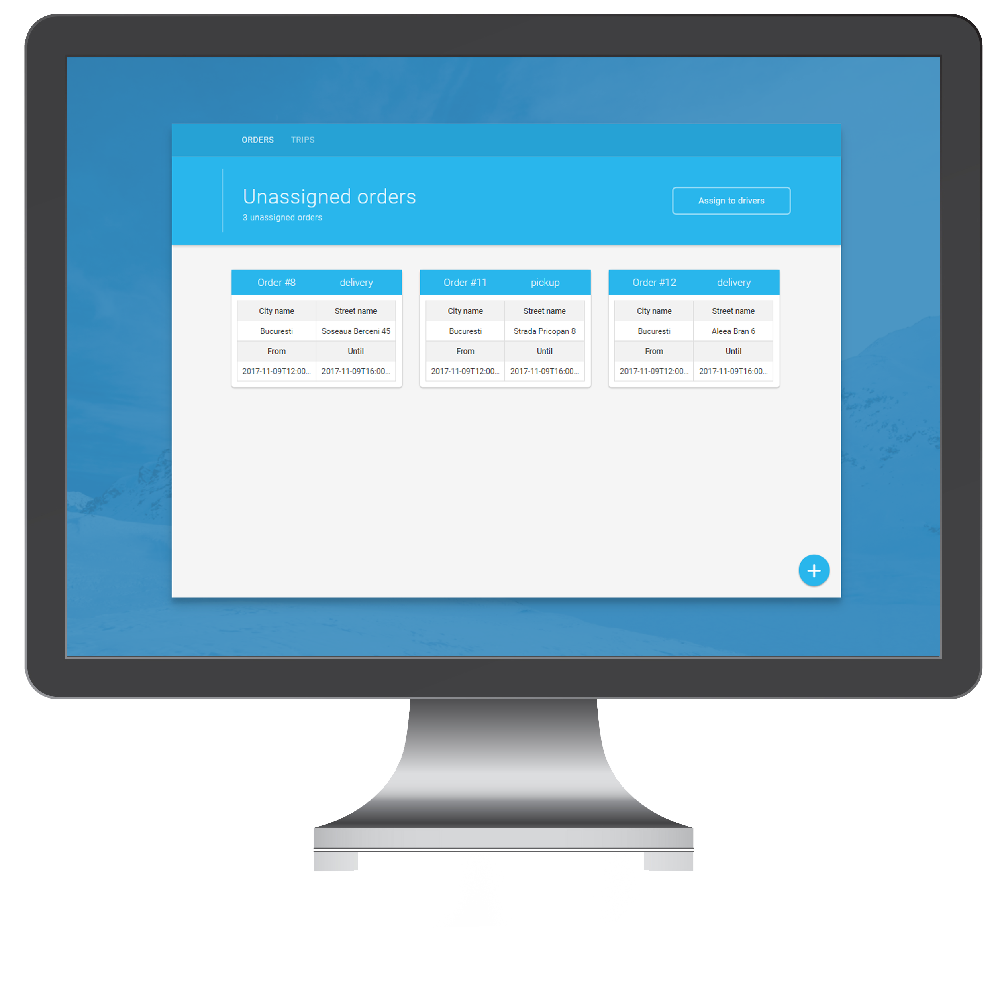 ORDERS TRIPS
Unassigned orders
3 unassigned orders
Assign to drivers
Order #8 delivery
City name Street name
Bucuresti Soseaua Berceni 45
From Until
2017-11-09T12:00... 2017-11-09T16:00...
Order #11 pickup
City name Street name
Bucuresti Strada Pricopan 8
From Until
2017-11-09T12:00... 2017-11-09T16:00...
Order #12 delivery
City name Street name
Bucuresti Aleea Bran 6
From Until
2017-11-09T12:00... 2017-11-09T16:00...